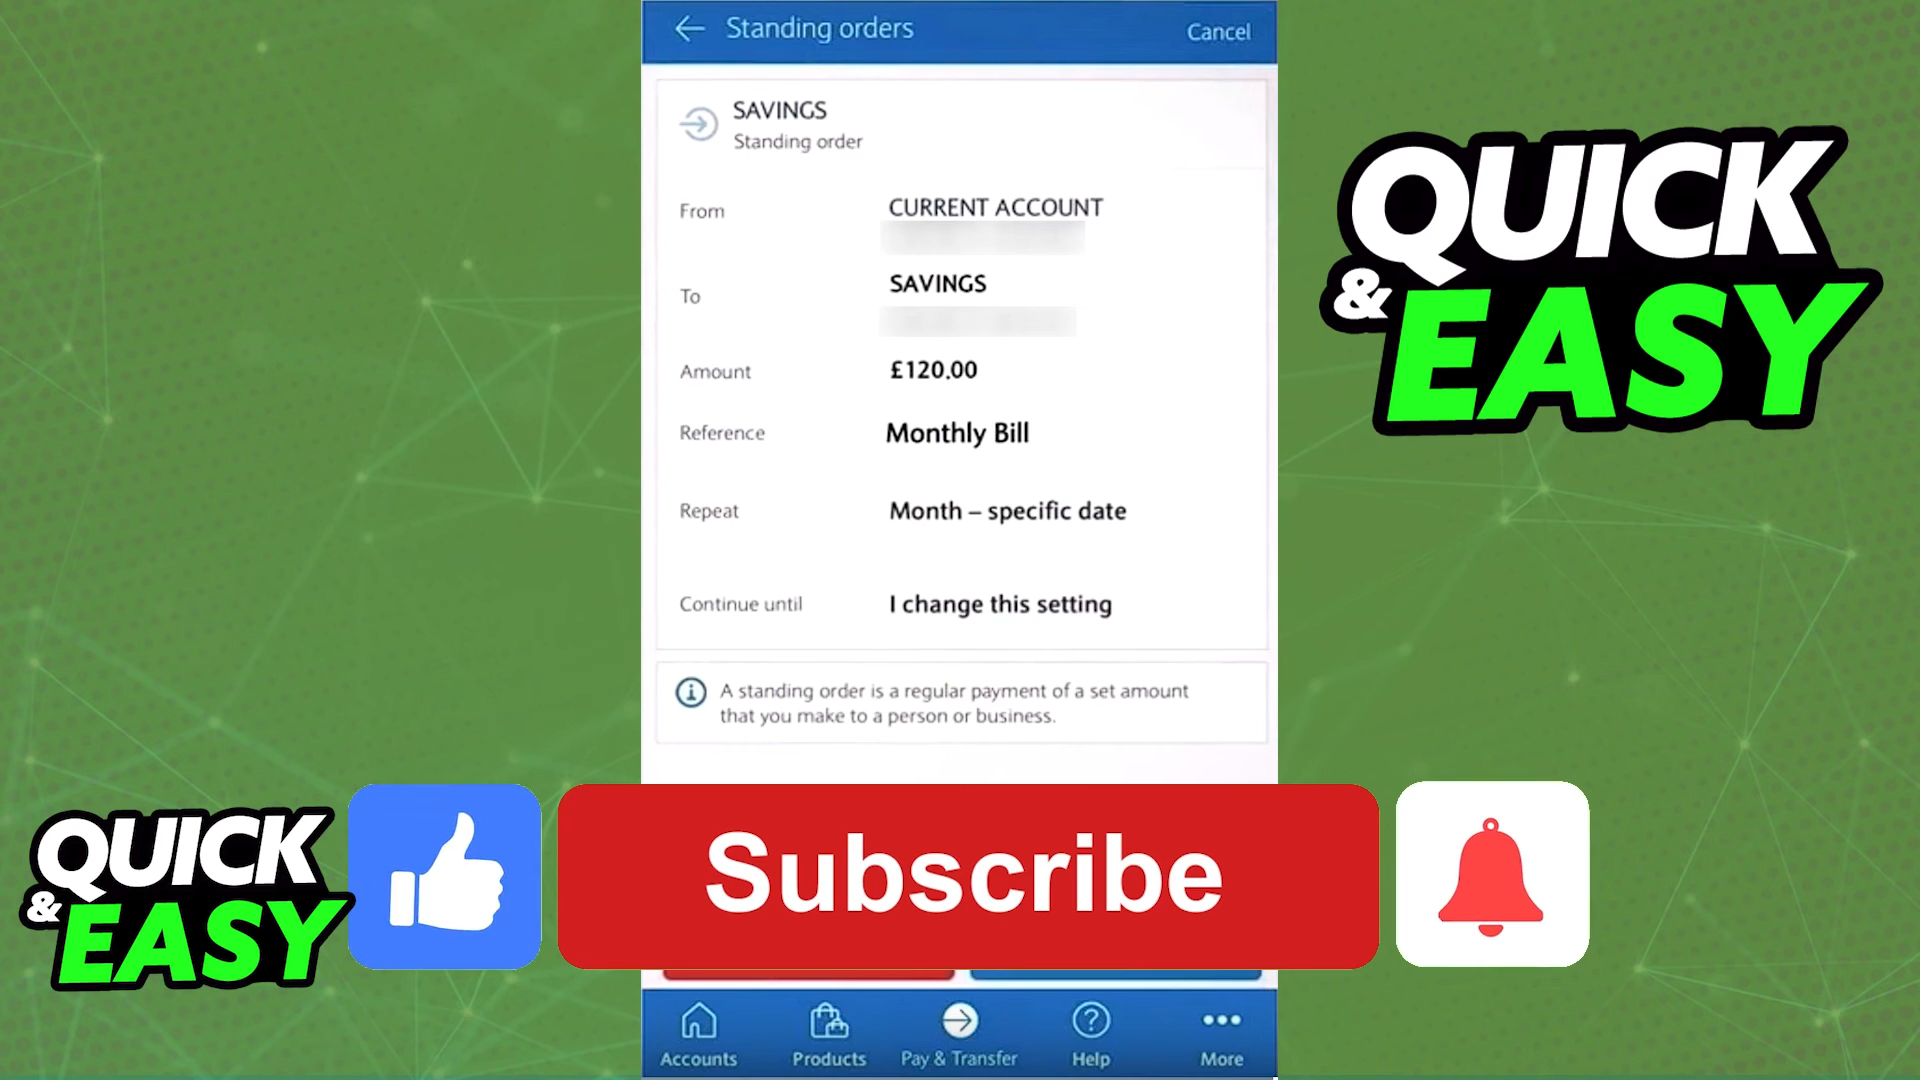 Standing orders
Cancel
SAVINGS
Standing order
From
CURRENT ACCOUNT
To
SAVINGS
Amount
£120.00
Reference
Monthly Bill
Repeat
Month – specific date
Continue until
I change this setting
A standing order is a regular payment of a set amount
that you make to a person or business.
QUICK
& EASY
QUICK
& EASY
Subscribe
Accounts
Products
Pay & Transfer
Help
More